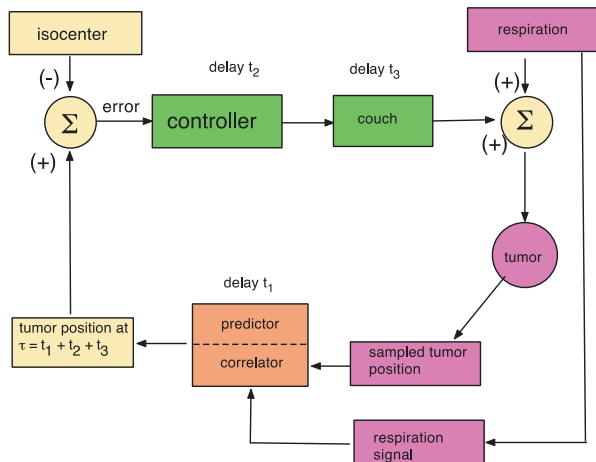 isocenter
respiration
(-)
delay t2
delay t3
(+)
Σ
error
controller
couch
(+)
Σ
(+)
tumor
delay t1
tumor position at
τ = t1 + t2 + t3
predictor
correlator
sampled tumor
position
respiration
signal